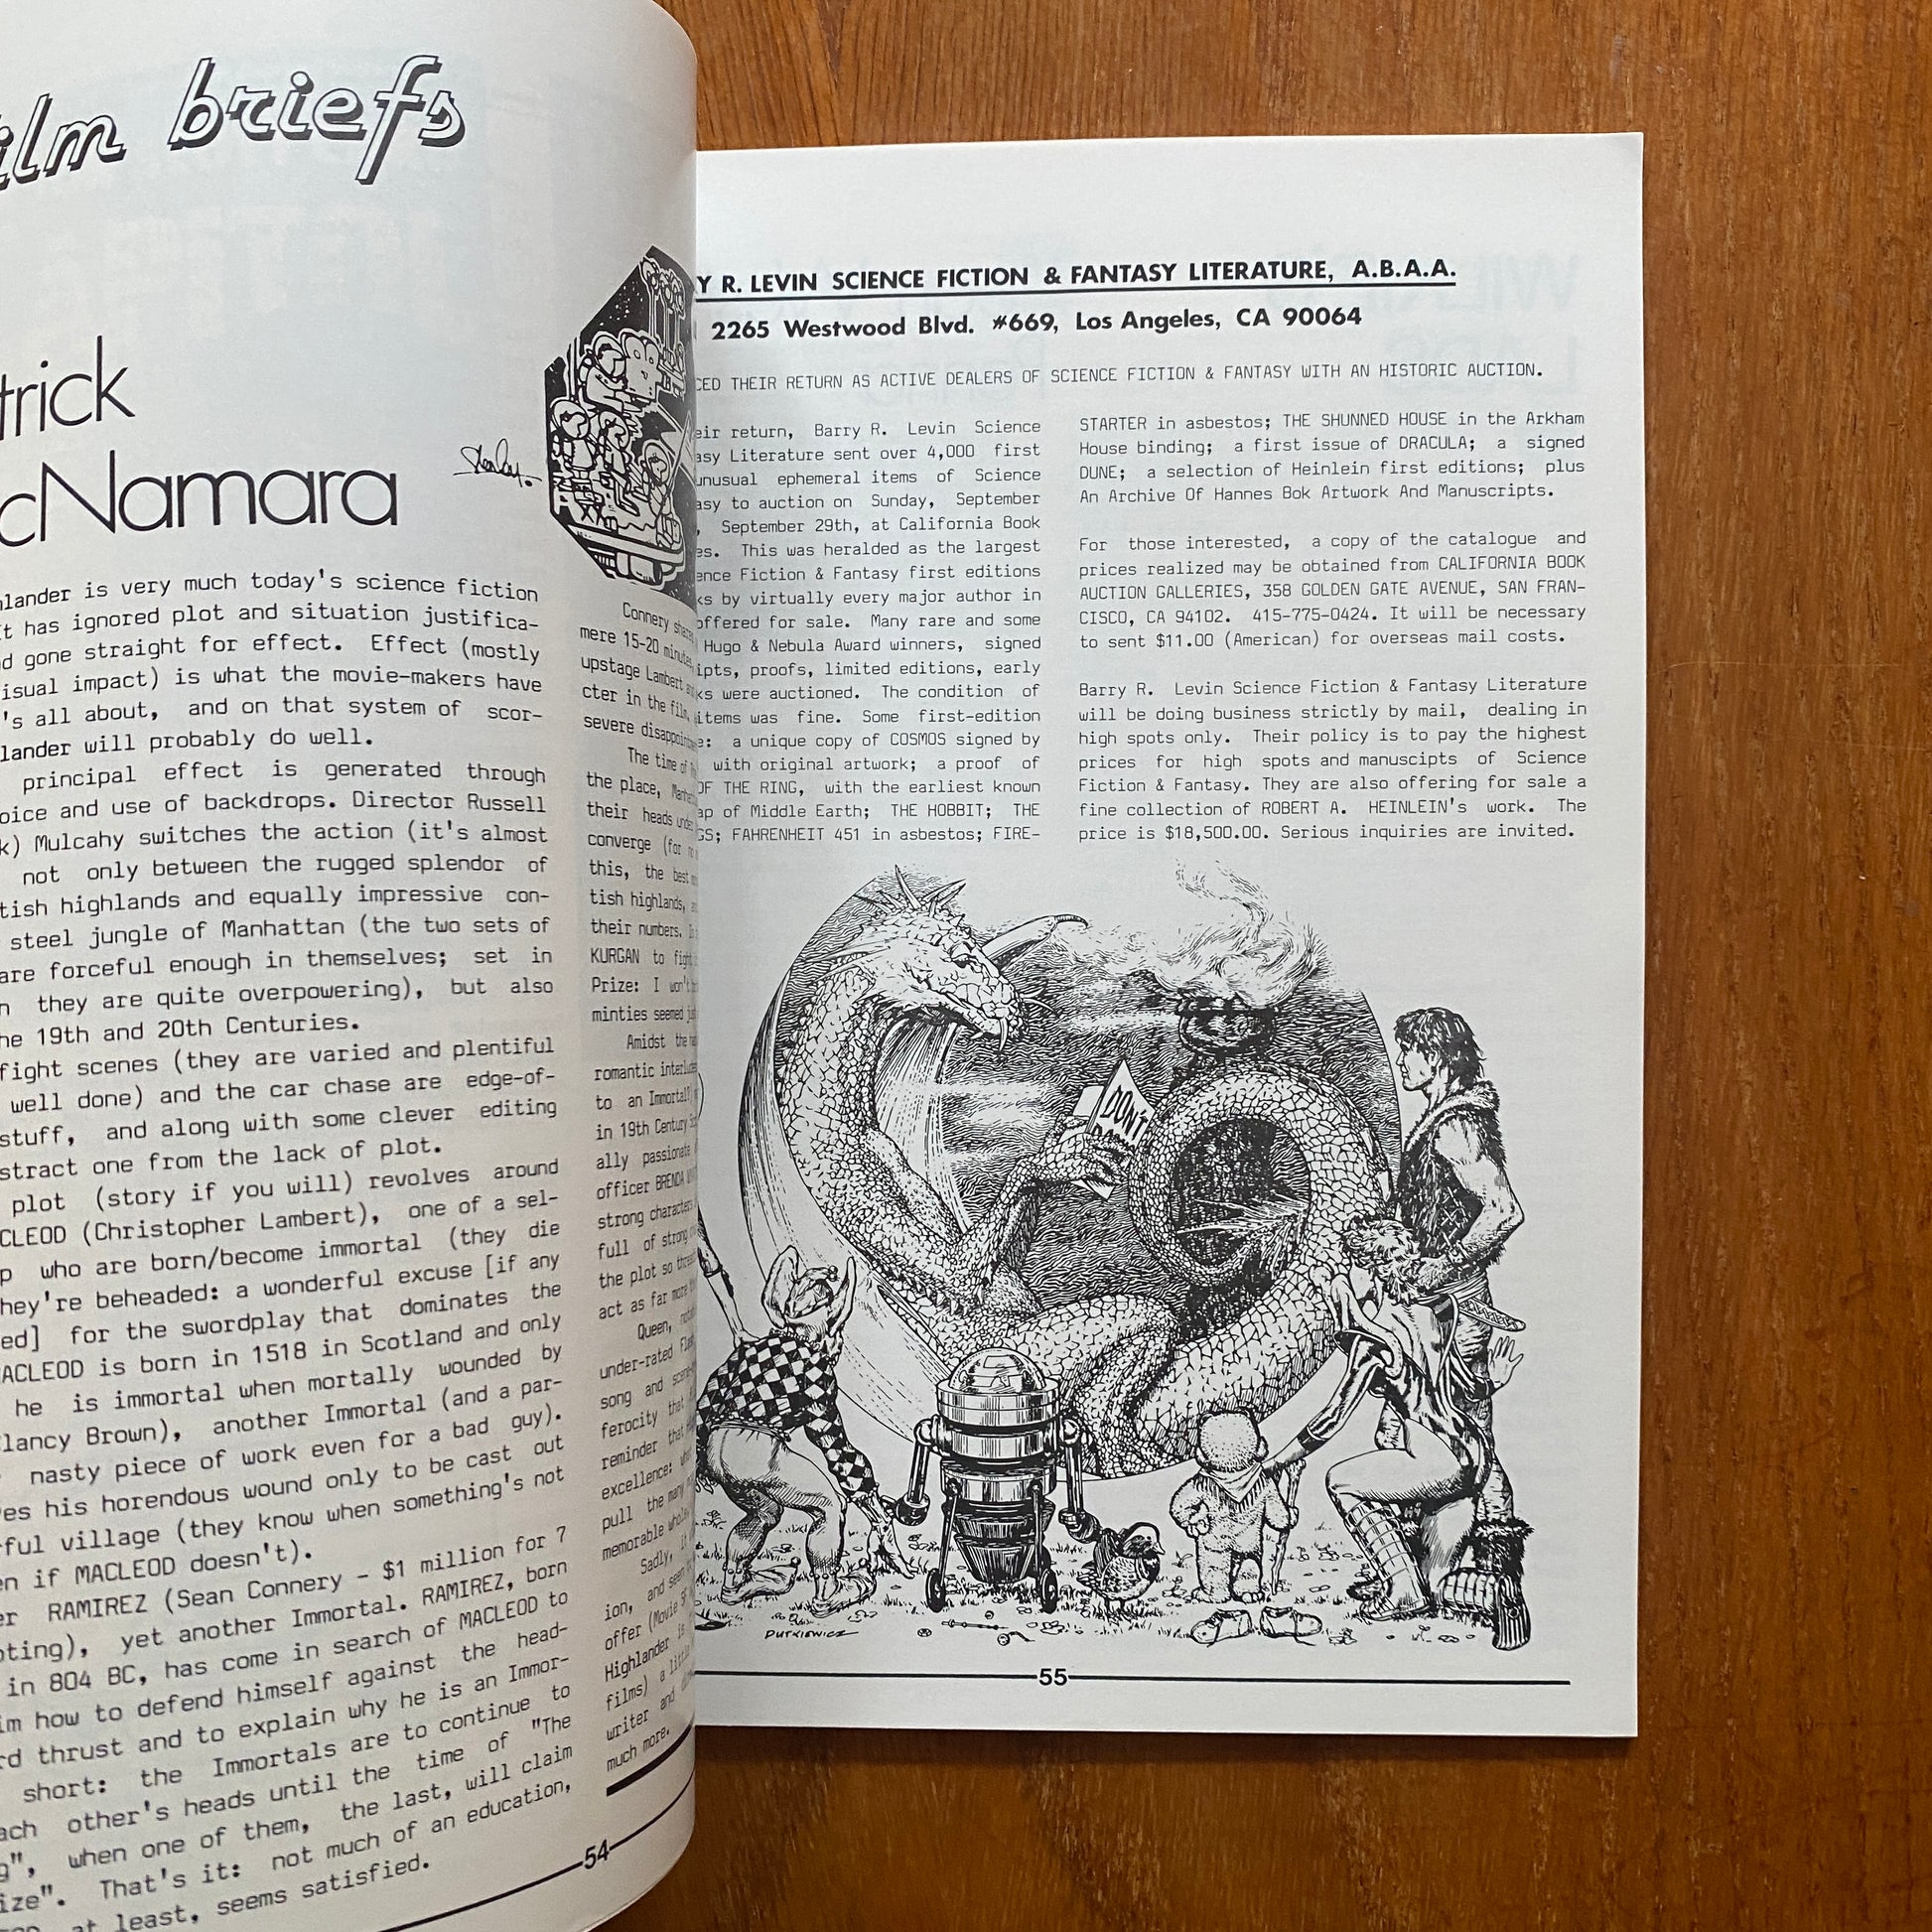 film briefs
trick
cNamara
Stanley.
hlander is very much today's science fiction
t has ignored plot and situation justifica-
d gone straight for effect. Effect (mostly
isual impact) is what the movie-makers have
's all about, and on that system of scor-
lander will probably do well.
principal effect is generated through
oice and use of backdrops. Director Russell
k) Mulcahy switches the action (it's almost
not only between the rugged splendor of
tish highlands and equally impressive con-
steel jungle of Manhattan (the two sets of
are forceful enough in themselves; set in
n they are quite overpowering), but also
he 19th and 20th Centuries.
fight scenes (they are varied and plentiful
well done) and the car chase are edge-of-
stuff, and along with some clever editing
stract one from the lack of plot.
plot (story if you will) revolves around
CLEOD (Christopher Lambert), one of a sel-
p who are born/become immortal (they die
hey're beheaded: a wonderful excuse [if any
ed] for the swordplay that dominates the
MACLEOD is born in 1518 in Scotland and only
he is immortal when mortally wounded by
lancy Brown), another Immortal (and a par-
nasty piece of work even for a bad guy).
es his horendous wound only to be cast out
rful village (they know when something's not
n if MACLEOD doesn't).
er RAMIREZ (Sean Connery - $1 million for 7
oting), yet another Immortal. RAMIREZ, born
in 804 BC, has come in search of MACLEOD to
im how to defend himself against the head-
rd thrust and to explain why he is an Immor-
short: the Immortals are to continue to
ach other's heads until the time of "The
g", when one of them, the last, will claim
ize". That's it: not much of an education,
at least, seems satisfied.
Connery shares
mere 15-20 minutes,
upstage Lambert
cter in the film,
severe disappointment
The time of
the place, Manhattan
their heads
converge (for no
this, the best
tish highlands,
their numbers.
KURGAN to fight
Prize: I won't
minties seemed
Amidst the
romantic interludes
to an Immortal?)
in 19th Century
ally passionate
officer BRENDA
strong characters
full of strong
the plot so
act as far more
Queen,
under-rated
song and
ferocity that
reminder that
excellence:
pull the many
memorable whole
Sadly,
ion, and seen
offer (Movie
Highlander is
films) a little
writer and
much more.
54
Y R. LEVIN SCIENCE FICTION & FANTASY LITERATURE, A.B.A.A.
2265 Westwood Blvd. #669, Los Angeles, CA 90064
CED THEIR RETURN AS ACTIVE DEALERS OF SCIENCE FICTION & FANTASY WITH AN HISTORIC AUCTION.
eir return, Barry R. Levin Science
asy Literature sent over 4,000 first
unusual ephemeral items of Science
asy to auction on Sunday, September
, September 29th, at California Book
es. This was heralded as the largest
ence Fiction & Fantasy first editions
ks by virtually every major author in
offered for sale. Many rare and some
Hugo & Nebula Award winners, signed
ipts, proofs, limited editions, early
ks were auctioned. The condition of
items was fine. Some first-edition
e: a unique copy of COSMOS signed by
with original artwork; a proof of
OF THE RING, with the earliest known
ap of Middle Earth; THE HOBBIT; THE
GS; FAHRENHEIT 451 in asbestos; FIRE-
STARTER in asbestos; THE SHUNNED HOUSE in the Arkham
House binding; a first issue of DRACULA; a signed
DUNE; a selection of Heinlein first editions; plus
An Archive Of Hannes Bok Artwork And Manuscripts.
For those interested, a copy of the catalogue and
prices realized may be obtained from CALIFORNIA BOOK
AUCTION GALLERIES, 358 GOLDEN GATE AVENUE, SAN FRAN-
CISCO, CA 94102. 415-775-0424. It will be necessary
to sent $11.00 (American) for overseas mail costs.
Barry R. Levin Science Fiction & Fantasy Literature
will be doing business strictly by mail, dealing in
high spots only. Their policy is to pay the highest
prices for high spots and manuscipts of Science
Fiction & Fantasy. They are also offering for sale a
fine collection of ROBERT A. HEINLEIN's work. The
price is $18,500.00. Serious inquiries are invited.
DON'T
DUTKIEWICZ
55